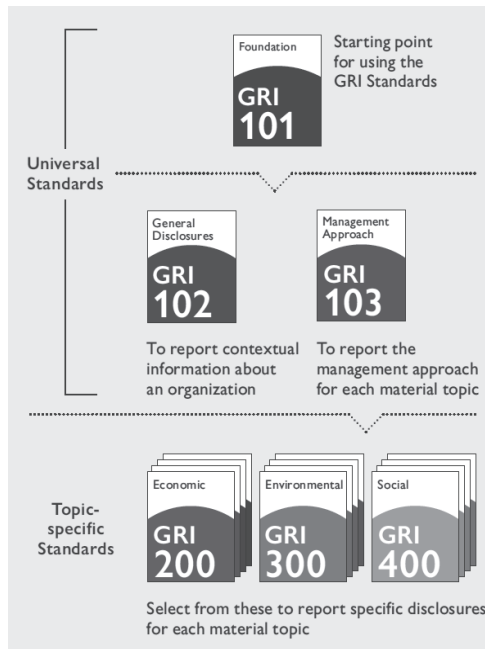 Foundation
GRI
101
Starting point
for using the
GRI Standards
Universal
Standards
General
Disclosures
GRI
102
Management
Approach
GRI
103
To report contextual
information about
an organization
To report the
management approach
for each material topic
Topic-
specific
Standards
Economic
GRI
200
Environmental
GRI
300
Social
GRI
400
Select from these to report specific disclosures
for each material topic